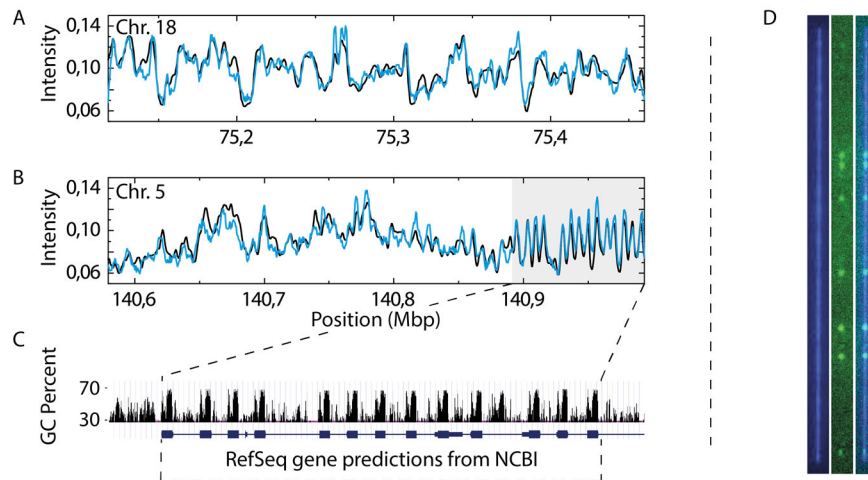 A
Intensity
0,14
0,10
0,06
Chr. 18
75,2
75,3
75,4
B
Intensity
0,14
0,10
0,06
Chr. 5
140,6
140,7
140,8
140,9
Position (Mbp)
C
GC Percent
70
30
RefSeq gene predictions from NCBI
D